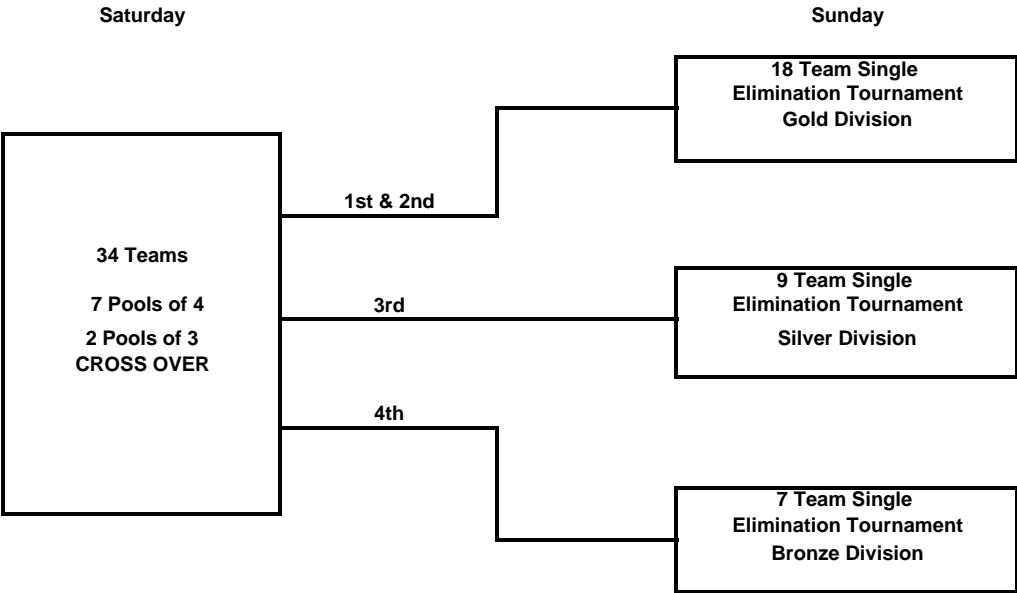 Saturday
Sunday
18 Team Single
Elimination Tournament
Gold Division
1st & 2nd
34 Teams
7 Pools of 4
2 Pools of 3
CROSS OVER
3rd
9 Team Single
Elimination Tournament
Silver Division
4th
7 Team Single
Elimination Tournament
Bronze Division